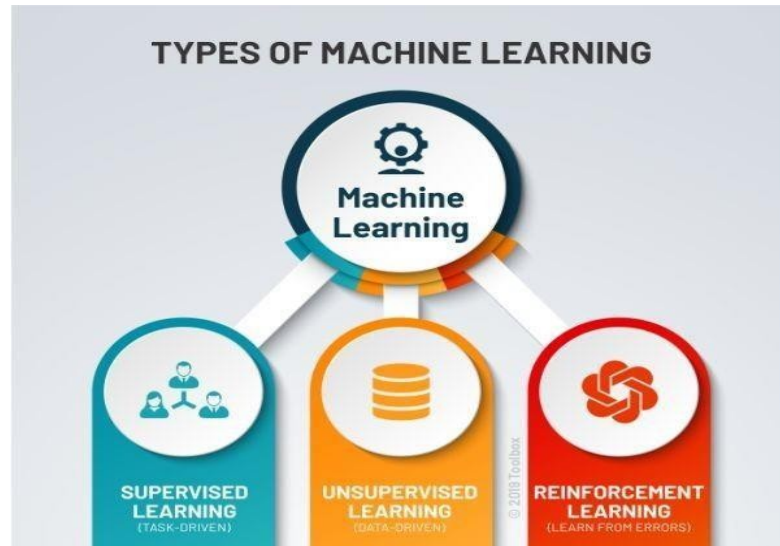 TYPES OF MACHINE LEARNING
Machine
Learning
SUPERVISED
LEARNING
(TASK-DRIVEN)
UNSUPERVISED
LEARNING
(DATA-DRIVEN)
© 2019 Toolbox
REINFORCEMENT
LEARNING
(LEARN FROM ERRORS)